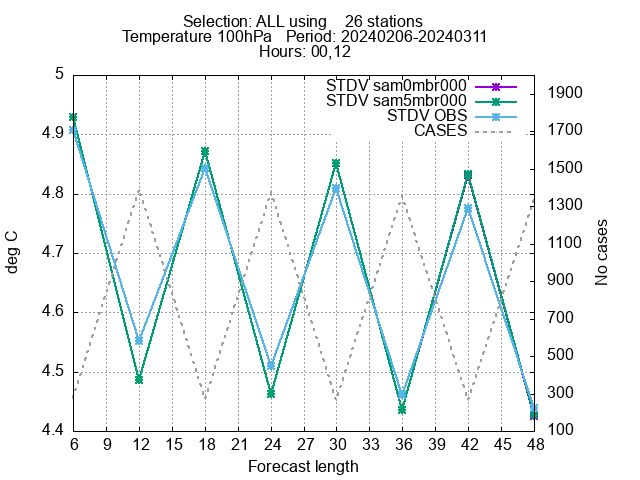 Selection: ALL using    26 stations
Temperature 100hPa   Period: 20240206-20240311
Hours: 00,12
STDV sam0mbr000
STDV sam5mbr000
STDV OBS
CASES
deg C
5
4.9
4.8
4.7
4.6
4.5
4.4
1900
1700
1500
1300
1100
900
700
500
300
100
No cases
6 9 12 15 18 21 24 27 30 33 36 39 42 45 48
Forecast length